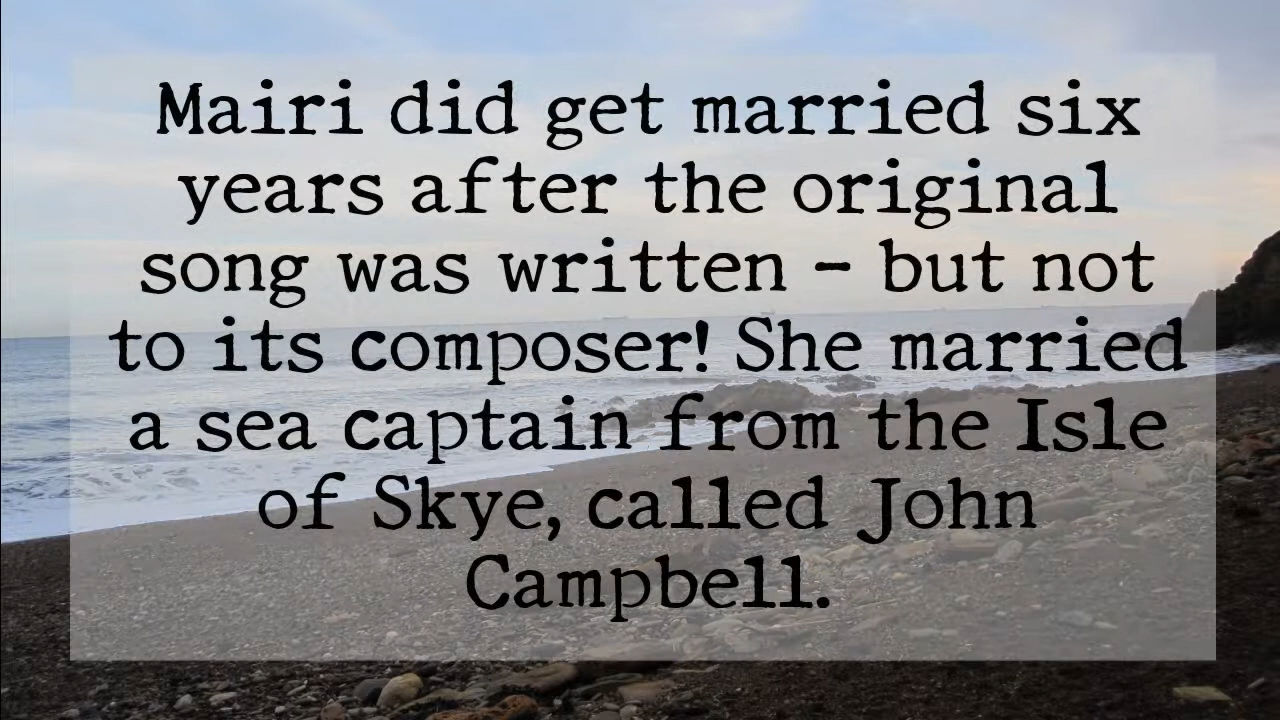 Mairi did get married six
years after the original
song was written - but not
to its composer! She married
a sea captain from the Isle
of Skye, called John
Campbell.